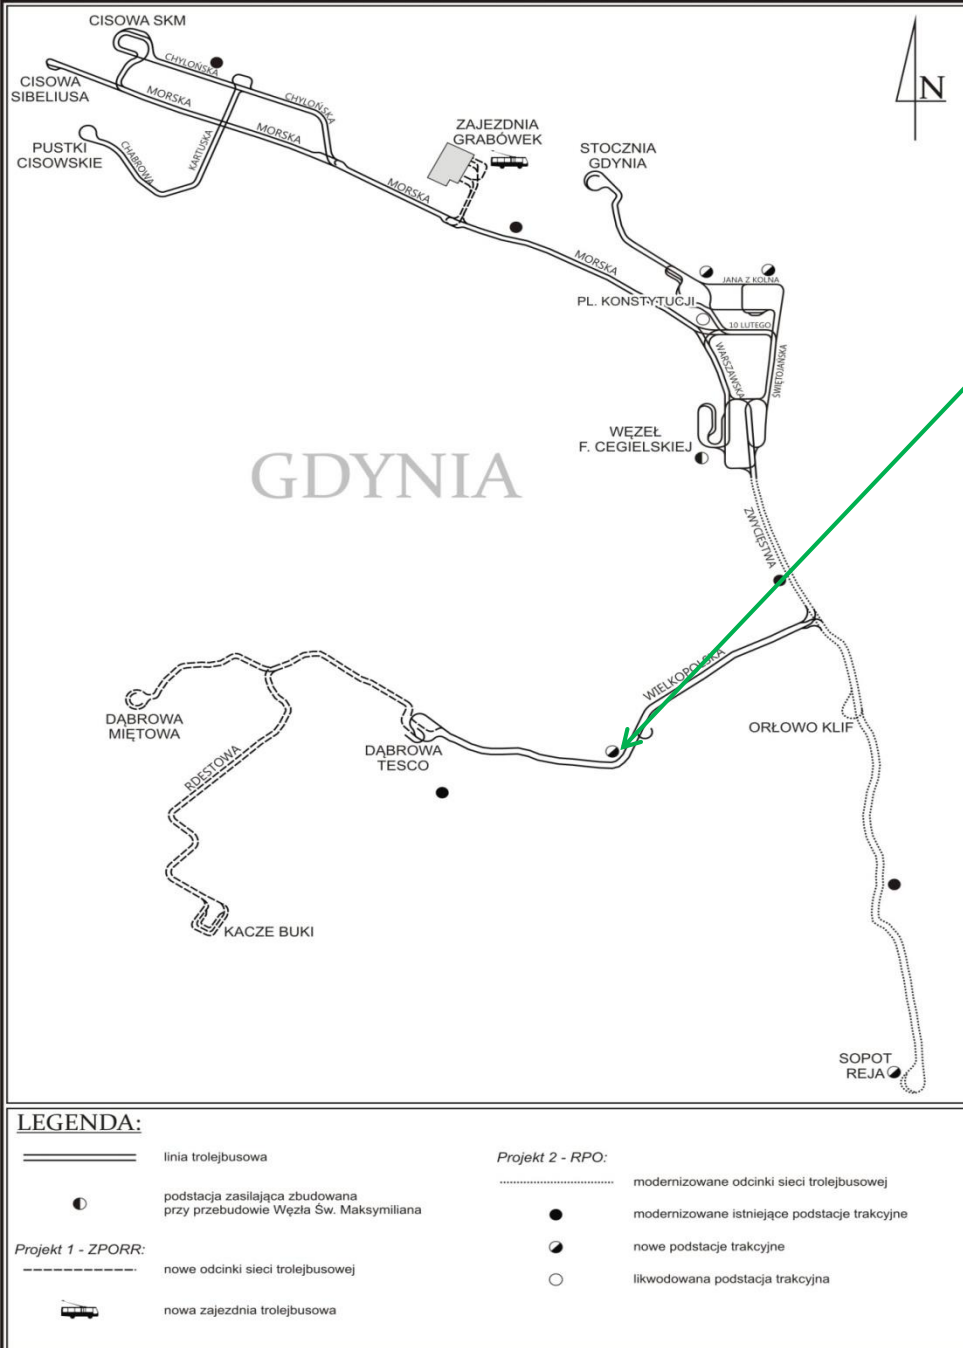 CISOWA SKM
CHYLOŃSKA
CISOWA
SIBELIUSA
MORSKA
CHYLOŃSKA
MORSKA
PUSTKI
CISOWSKIE
CHABROWA
KARTUSKA
ZAJEZDNIA
GRABÓWEK
STOCZNIA
GDYNIA
MORSKA
MORSKA
N
JANA Z KOLNA
PL. KONSTYTUCJI
10 LUTEGO
WARSZAWSKA
ŚWIĘTOJAŃSKA
WĘZEŁ
F. CEGIELSKIEJ
GDYNIA
ZWYCIĘSTWA
WIELKOPOLSKA
DĄBROWA
MIĘTOWA
ORŁOWO KLIF
DĄBROWA
TESCO
RDESTOWA
KACZE BUKI
SOPOT
REJA
LEGENDA:
linia trolejbusowa
podstacja zasilająca zbudowana
przy przebudowie Węzła Św. Maksymiliana
Projekt 1 - ZPORR:
nowe odcinki sieci trolejbusowej
nowa zajezdnia trolejbusowa
Projekt 2 - RPO:
modernizowane odcinki sieci trolejbusowej
modernizowane istniejące podstacje trakcyjne
nowe podstacje trakcyjne
likwodowana podstacja trakcyjna